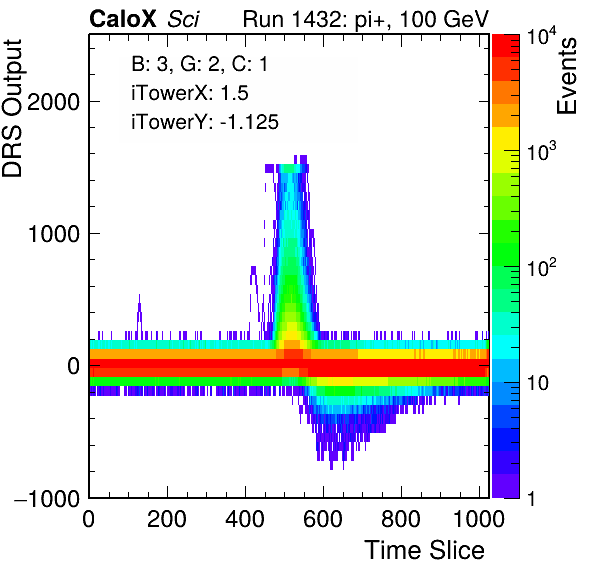 CaloX Sci Run 1432: pi+, 100 GeV
B: 3, G: 2, C: 1
iTowerX: 1.5
iTowerY: -1.125
DRS Output
2000
1000
0
−1000
0 200 400 600 800 1000
Time Slice
Events
10^4
10^3
10^2
10
1